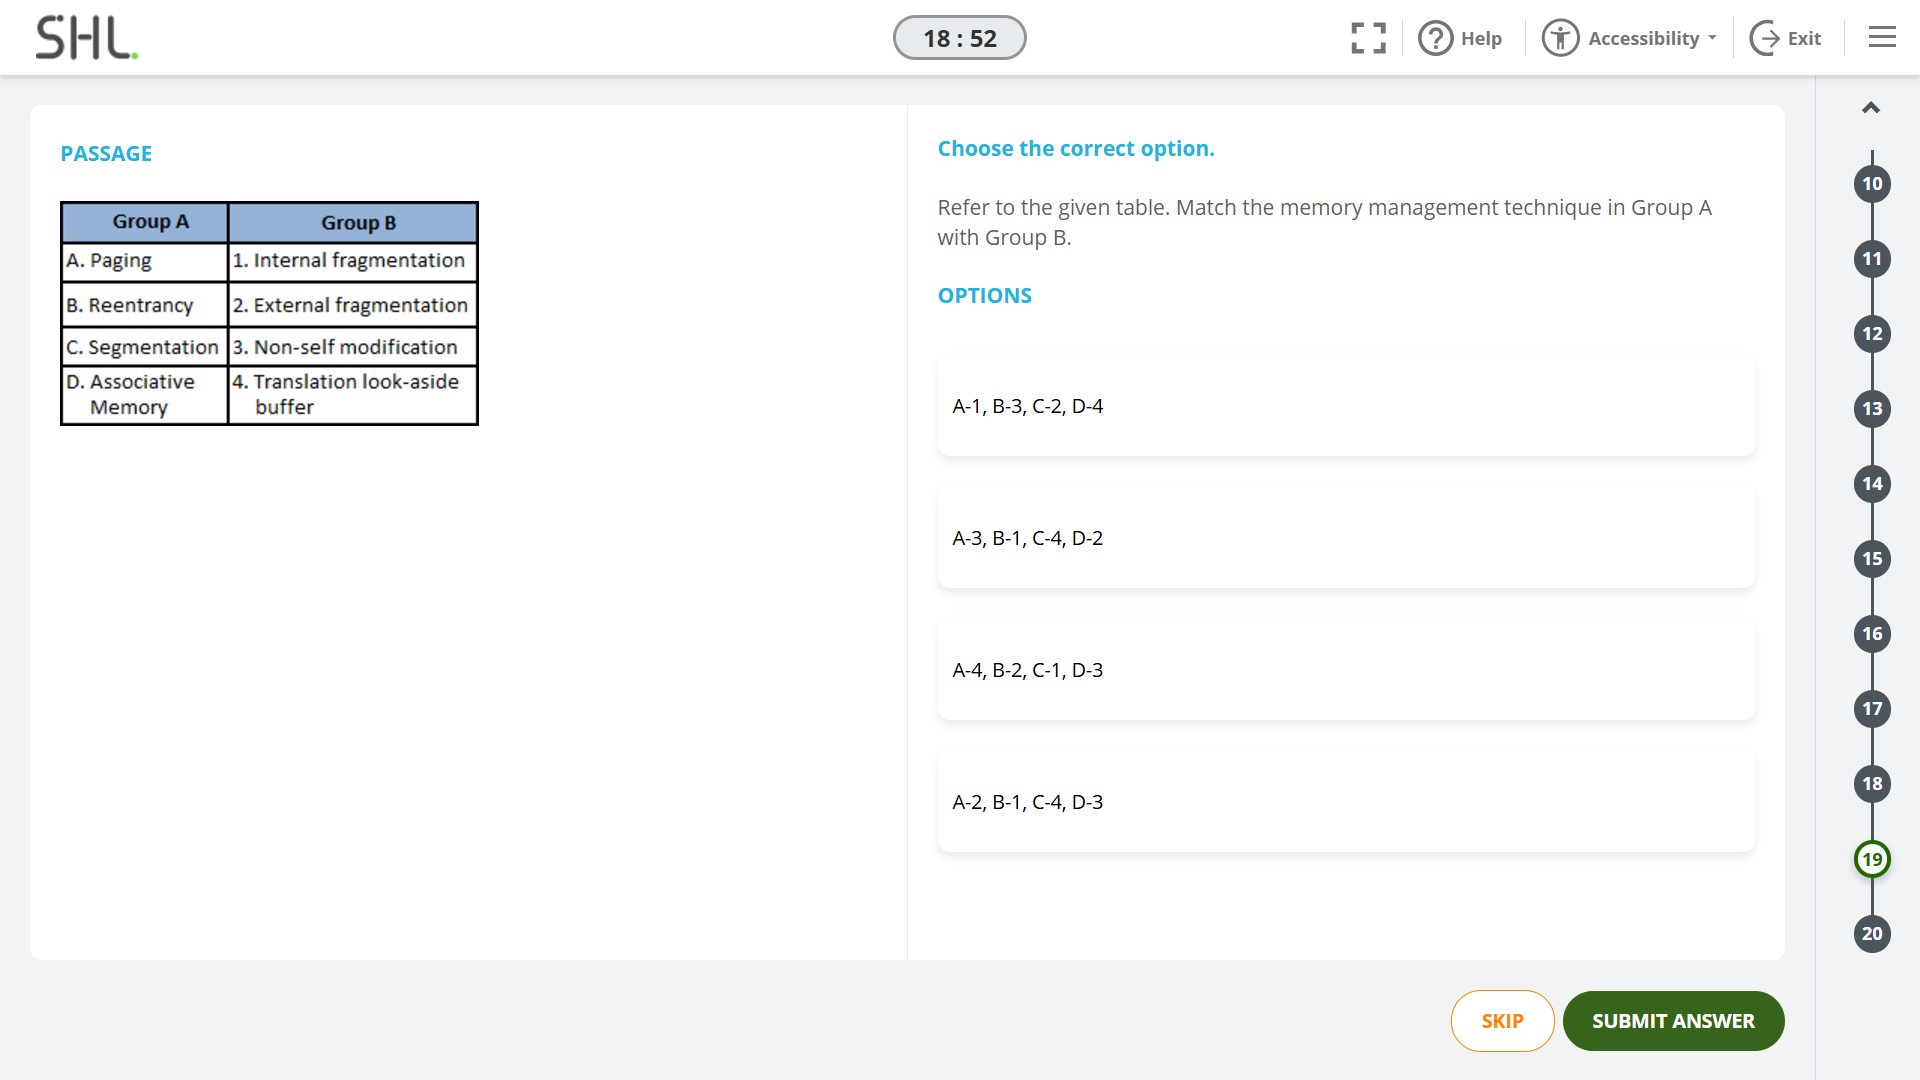 SHL.
18 : 52
Help
Accessibility
Exit
PASSAGE
Group A
Group B
A. Paging
1. Internal fragmentation
B. Reentrancy
2. External fragmentation
C. Segmentation
3. Non-self modification
D. Associative
Memory
4. Translation look-aside
buffer
Choose the correct option.
Refer to the given table. Match the memory management technique in Group A
with Group B.
OPTIONS
A-1, B-3, C-2, D-4
A-3, B-1, C-4, D-2
A-4, B-2, C-1, D-3
A-2, B-1, C-4, D-3
10
11
12
13
14
15
16
17
18
19
20
SKIP
SUBMIT ANSWER